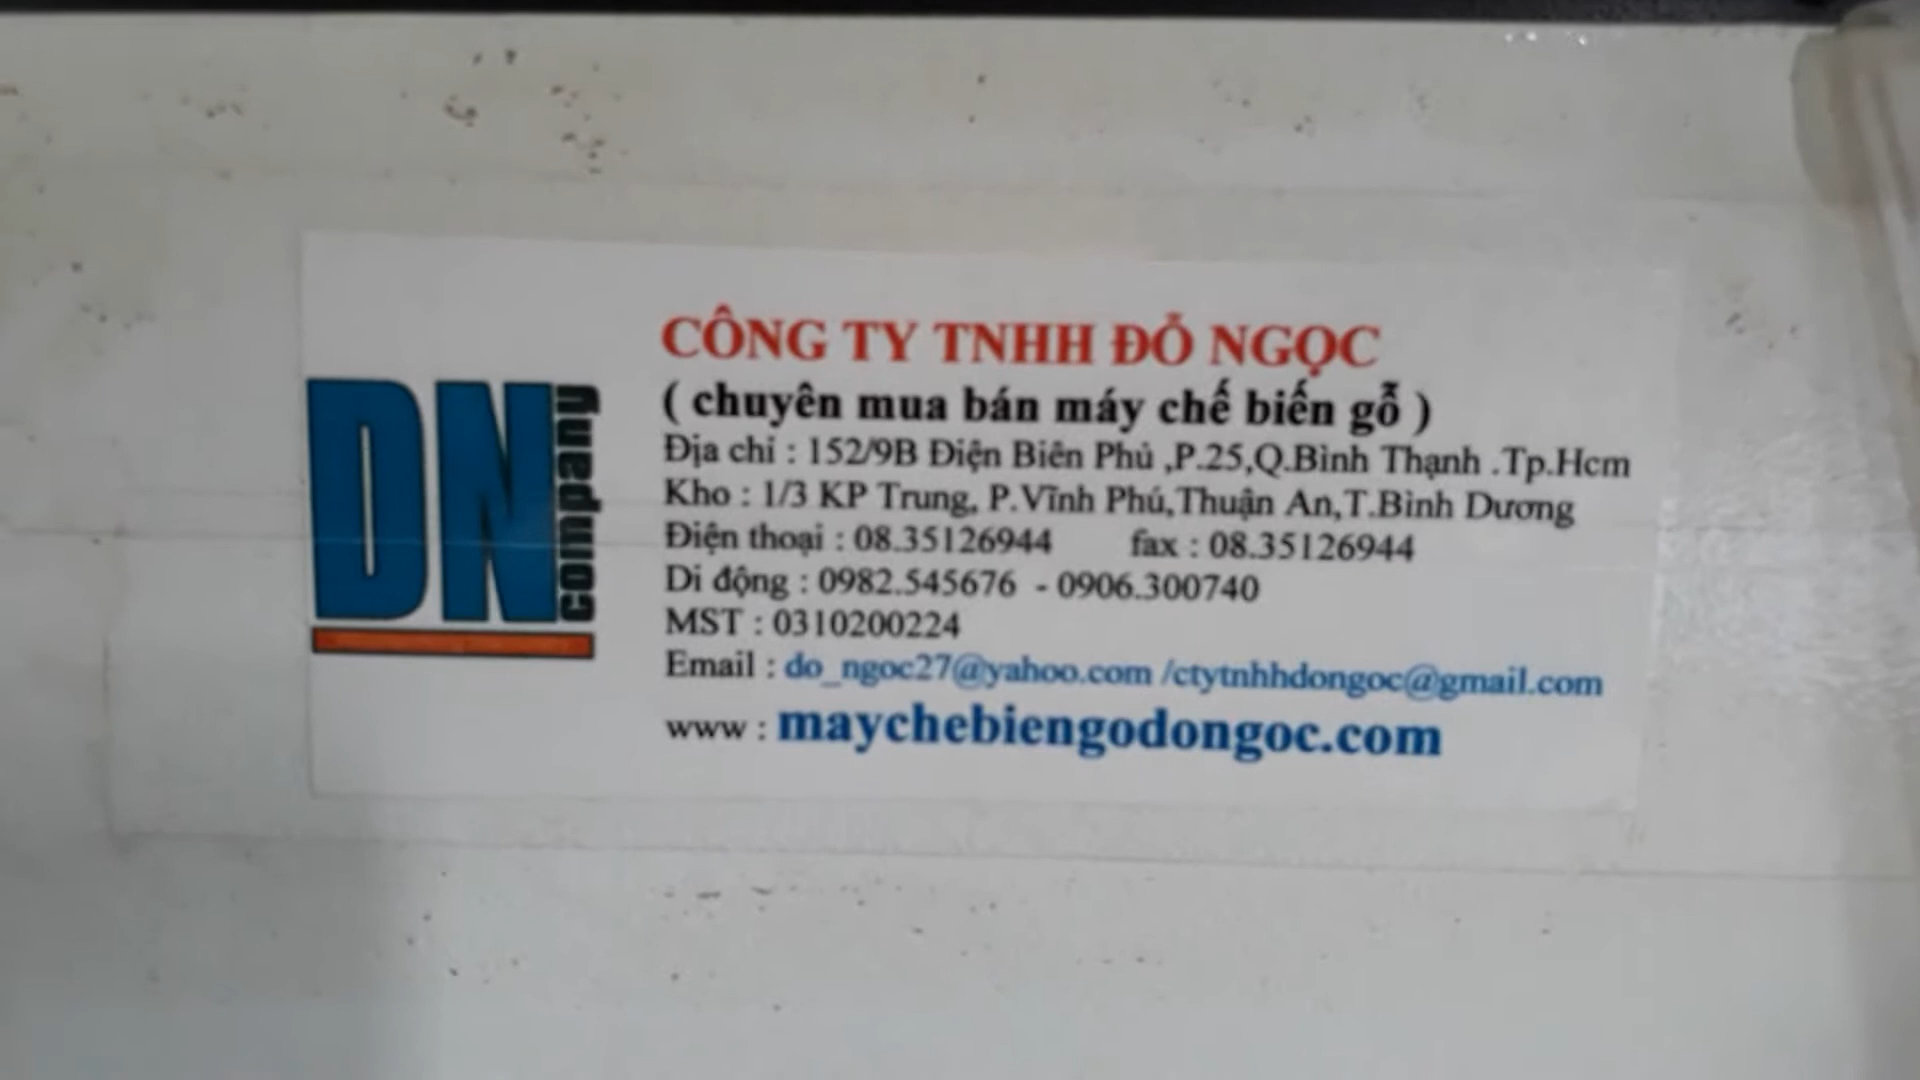 DN company
CÔNG TY TNHH ĐỖ NGỌC
( chuyên mua bán máy chế biến gỗ )
Địa chỉ : 152/9B Điện Biên Phủ ,P.25,Q.Bình Thạnh .Tp.Hcm
Kho : 1/3 KP Trung, P.Vĩnh Phú,Thuận An,T.Bình Dương
Điện thoại : 08.35126944 fax : 08.35126944
Di động : 0982.545676 - 0906.300740
MST : 0310200224
Email : do_ngoc27@yahoo.com /ctytnhhdongoc@gmail.com
www : maychebiengodongoc.com